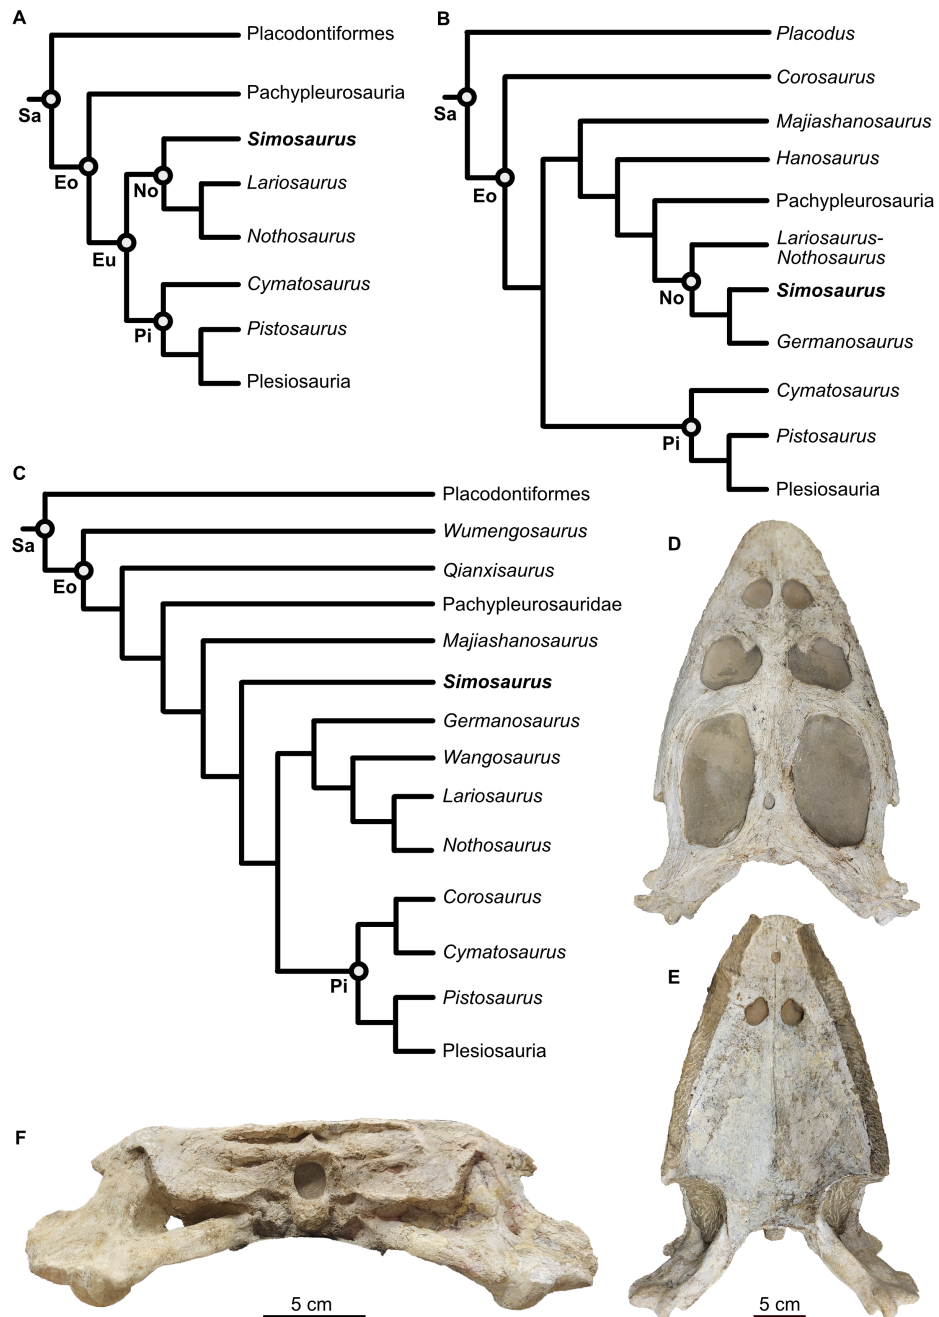 A
Placodontiformes
Pachypleurosauria
Sa
Simosaurus
Eo
No
Lariosaurus
Nothosaurus
Eu
Cymatosaurus
Pistosaurus
Pi
Plesiosauria
B
Placodus
Corosaurus
Sa
Majiashanosaurus
Hanosaurus
Eo
Pachypleurosauria
Lariosaurus-
Nothosaurus
No
Simosaurus
Germanosaurus
Cymatosaurus
Pi
Pistosaurus
Plesiosauria
C
Placodontiformes
Sa
Wumengosaurus
Eo
Qianxisaurus
Pachypleurosauridae
Majiashanosaurus
Simosaurus
Germanosaurus
Wangosaurus
Lariosaurus
Nothosaurus
Corosaurus
Cymatosaurus
Pi
Pistosaurus
Plesiosauria
D
E
F
5 cm
5 cm